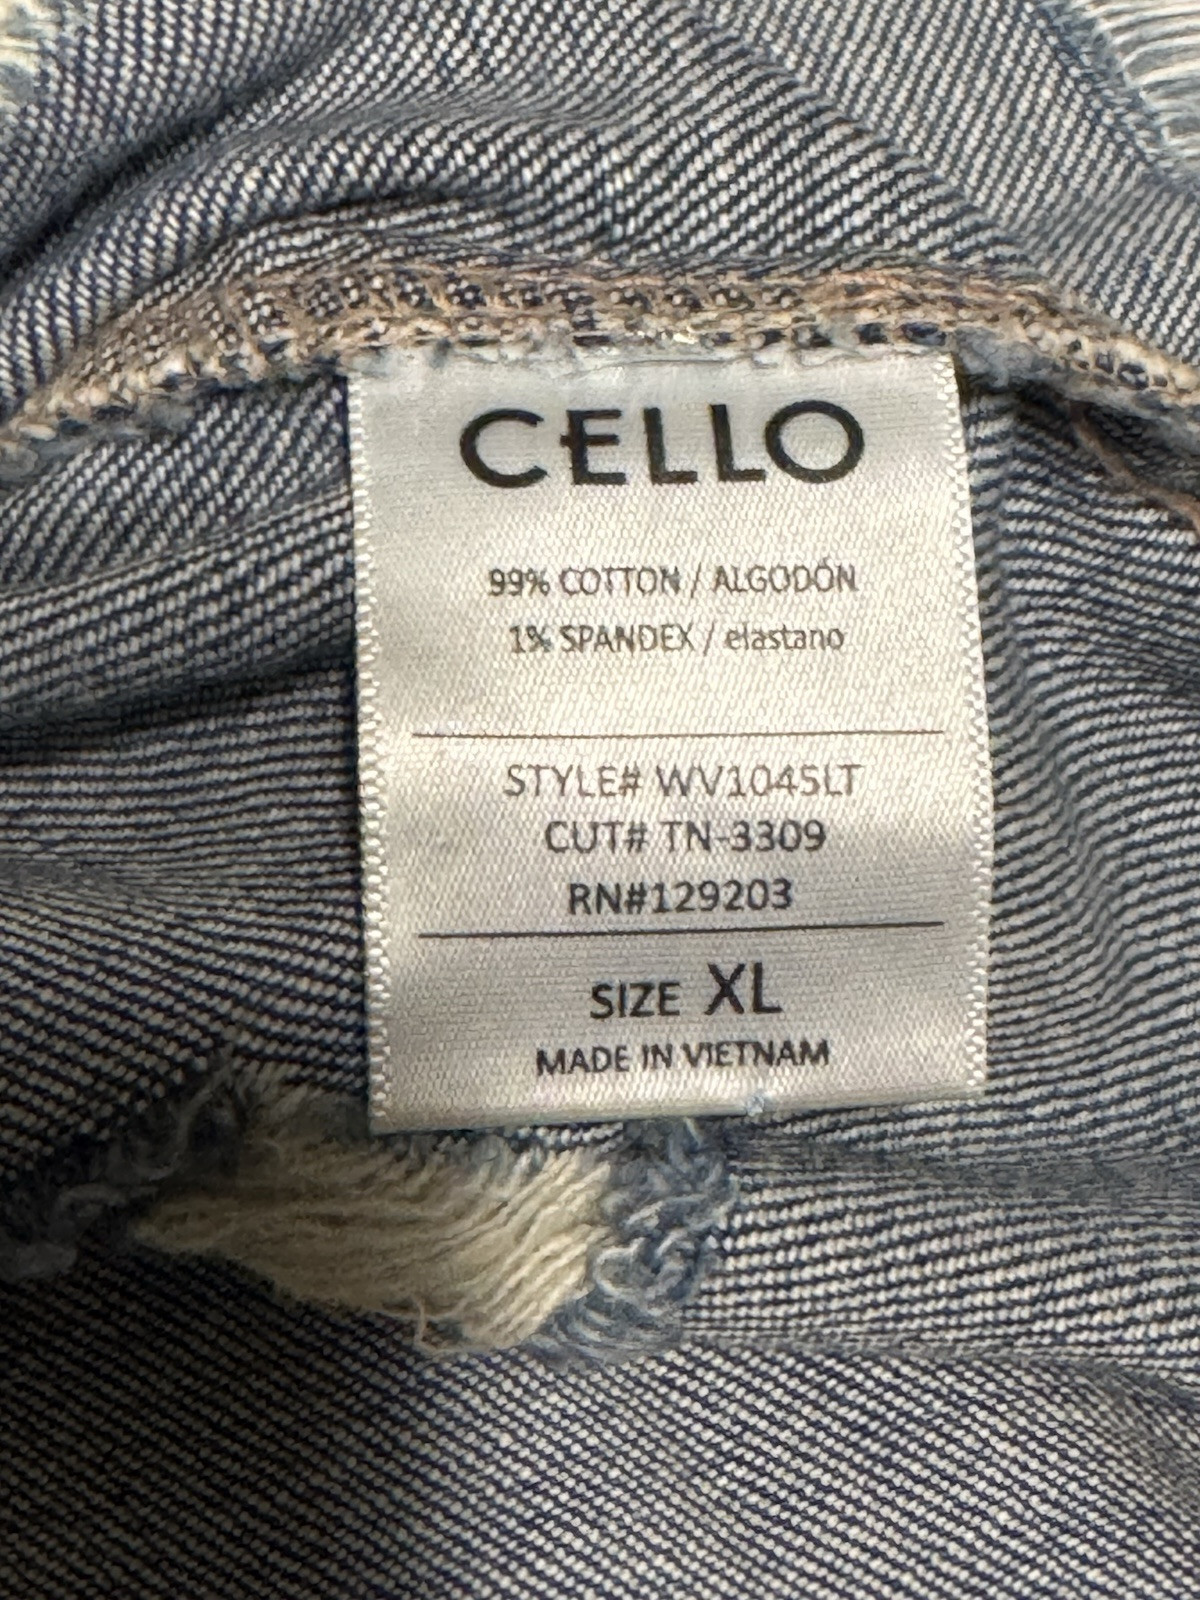 CELLO
99% COTTON / ALGODÓN
1% SPANDEX / elastano
STYLE# WV1045LT
CUT# TN-3309
RN#129203
SIZE XL
MADE IN VIETNAM